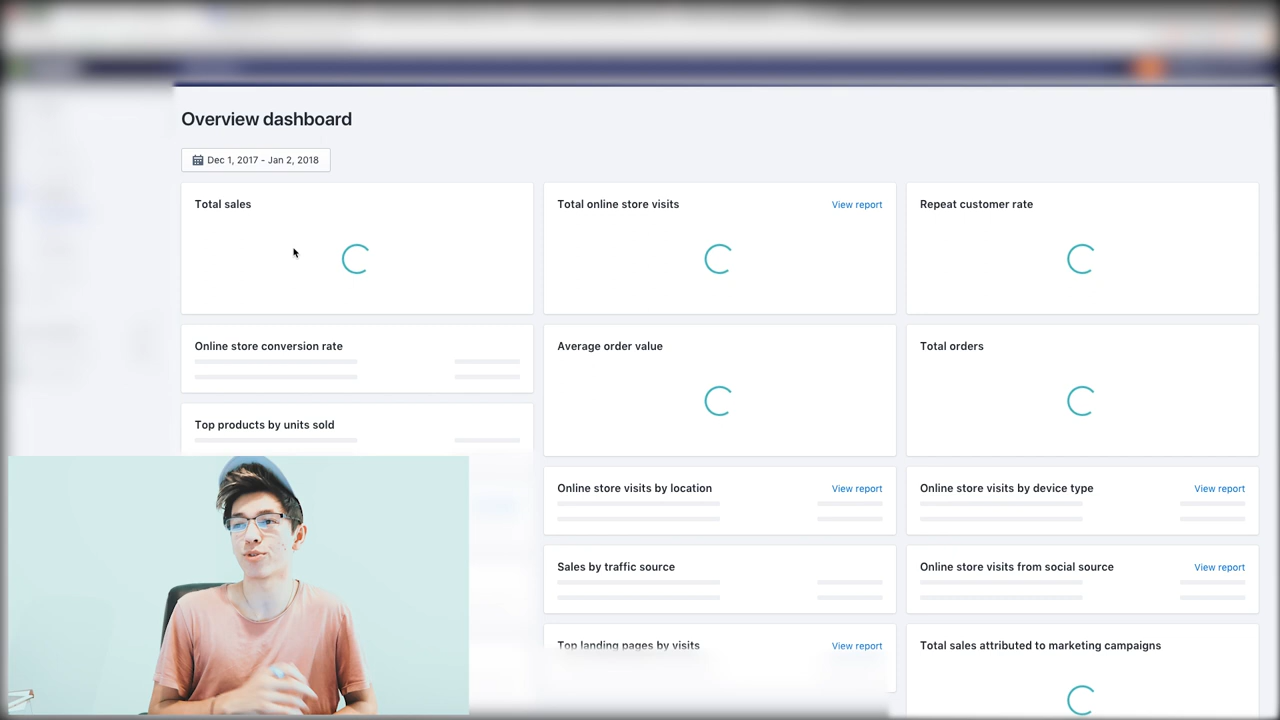 Overview dashboard
Dec 1, 2017 - Jan 2, 2018
Total sales
Total online store visits
View report
Repeat customer rate
Online store conversion rate
Average order value
Total orders
Top products by units sold
Online store visits by location
View report
Online store visits by device type
View report
Sales by traffic source
Online store visits from social source
View report
Top landing pages by visits
View report
Total sales attributed to marketing campaigns